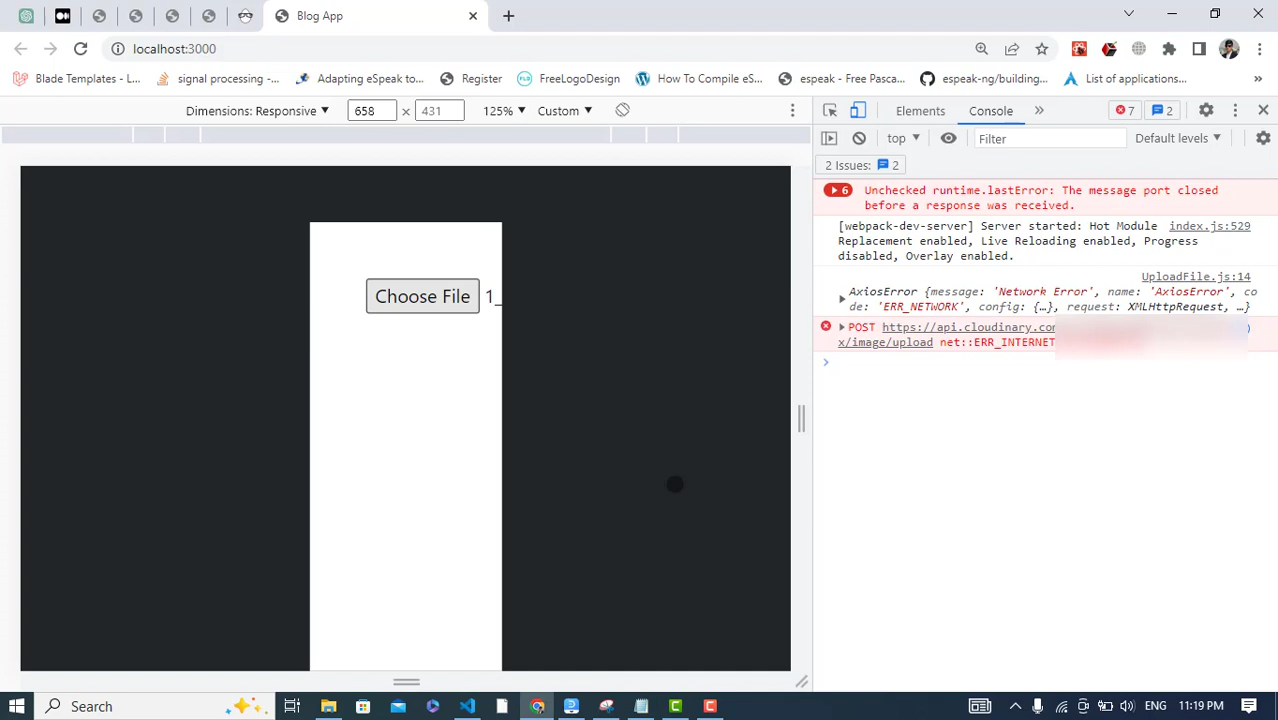 Blog App
localhost:3000
Blade Templates - L...
signal processing -...
Adapting eSpeak to...
Register
FreeLogoDesign
How To Compile eS...
espeak - Free Pasca...
espeak-ng/building...
List of applications...
Dimensions: Responsive
658 × 431
125%
Custom
Elements
Console
7
2
top
Filter
Default levels
2 Issues: 2
6
Unchecked runtime.lastError: The message port closed
before a response was received.
[webpack-dev-server] Server started: Hot Module index.js:529
Replacement enabled, Live Reloading enabled, Progress
disabled, Overlay enabled.
UploadFile.js:14
AxiosError {message: 'Network Error', name: 'AxiosError', co
de: 'ERR_NETWORK', config: {…}, request: XMLHttpRequest, …}
POST https://api.cloudinary.com
x/image/upload net::ERR_INTERNET
Choose File 1_
Search
11:19 PM